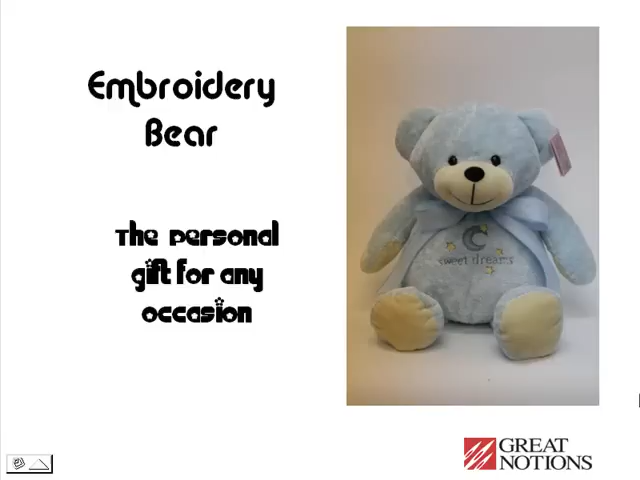 Embroidery
Bear
The Personal
gift for any
occasion
sweet dreams
GREAT
NOTIONS